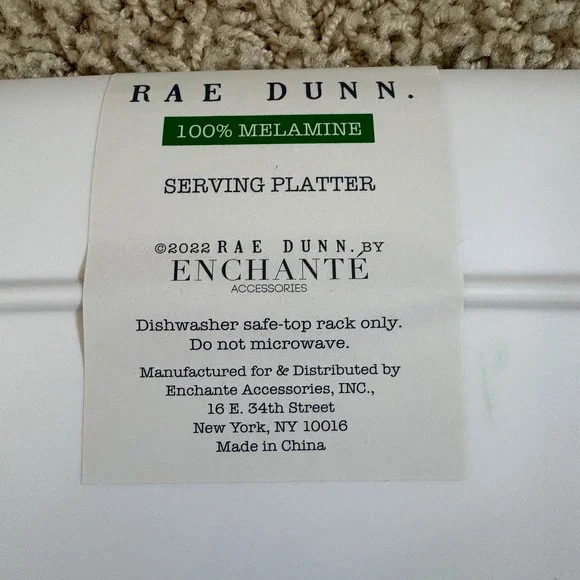 RAE DUNN.
100% MELAMINE
SERVING PLATTER
©2022 RAE DUNN. BY
ENCHANTÉ
ACCESSORIES
Dishwasher safe-top rack only.
Do not microwave.
Manufactured for & Distributed by
Enchante Accessories, INC.,
16 E. 34th Street
New York, NY 10016
Made in China